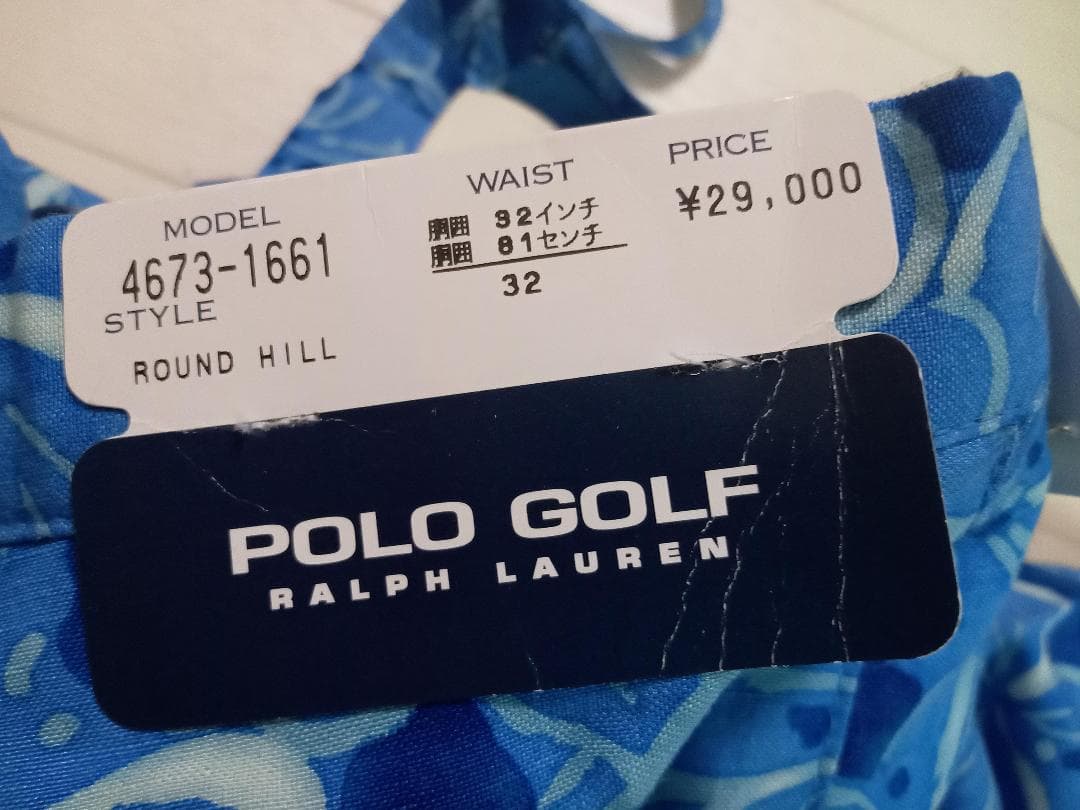 MODEL
4673-1661
STYLE
ROUND HILL
WAIST
胴囲 32インチ
胴囲 81センチ
32
PRICE
¥29,000
POLO GOLF
RALPH LAUREN